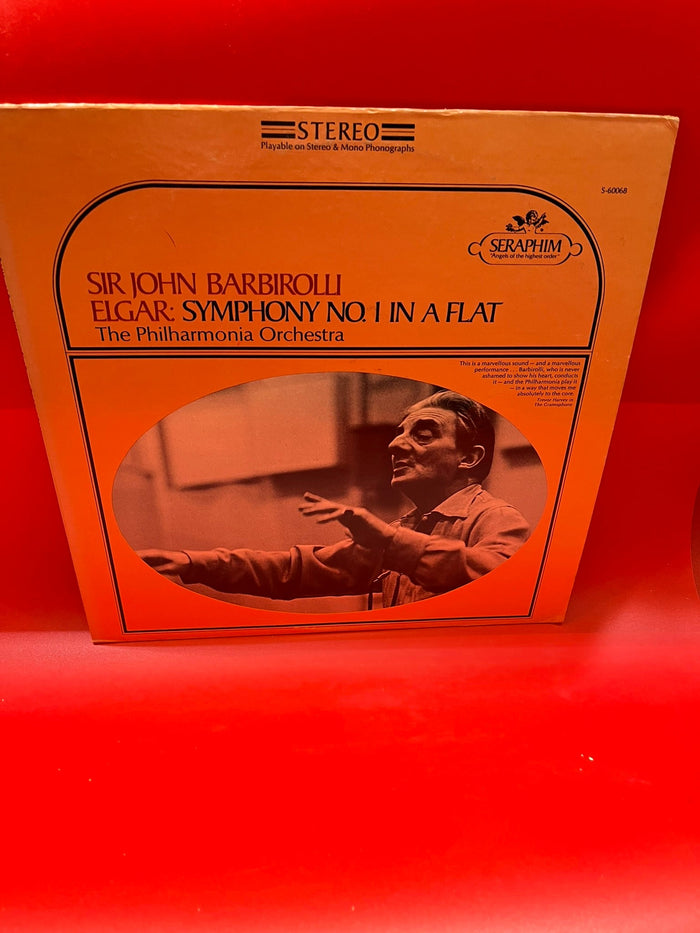 STEREO
Playable on Stereo & Mono Phonographs
S-60068
SERAPHIM
"Angels of the highest order"
SIR JOHN BARBIROLLI
ELGAR: SYMPHONY NO. 1 IN A FLAT
The Philharmonia Orchestra
This is a marvellous sound — and a marvellous
performance . . . Barbirolli, who is never
ashamed to show his heart, conducts
it — and the Philharmonia play it
— in a way that moves me
absolutely to the core.
Trevor Harvey in
The Gramophone